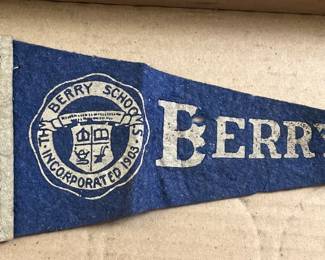 THE BERRY SCHOOLS
INCORPORATED 1903
BERRY